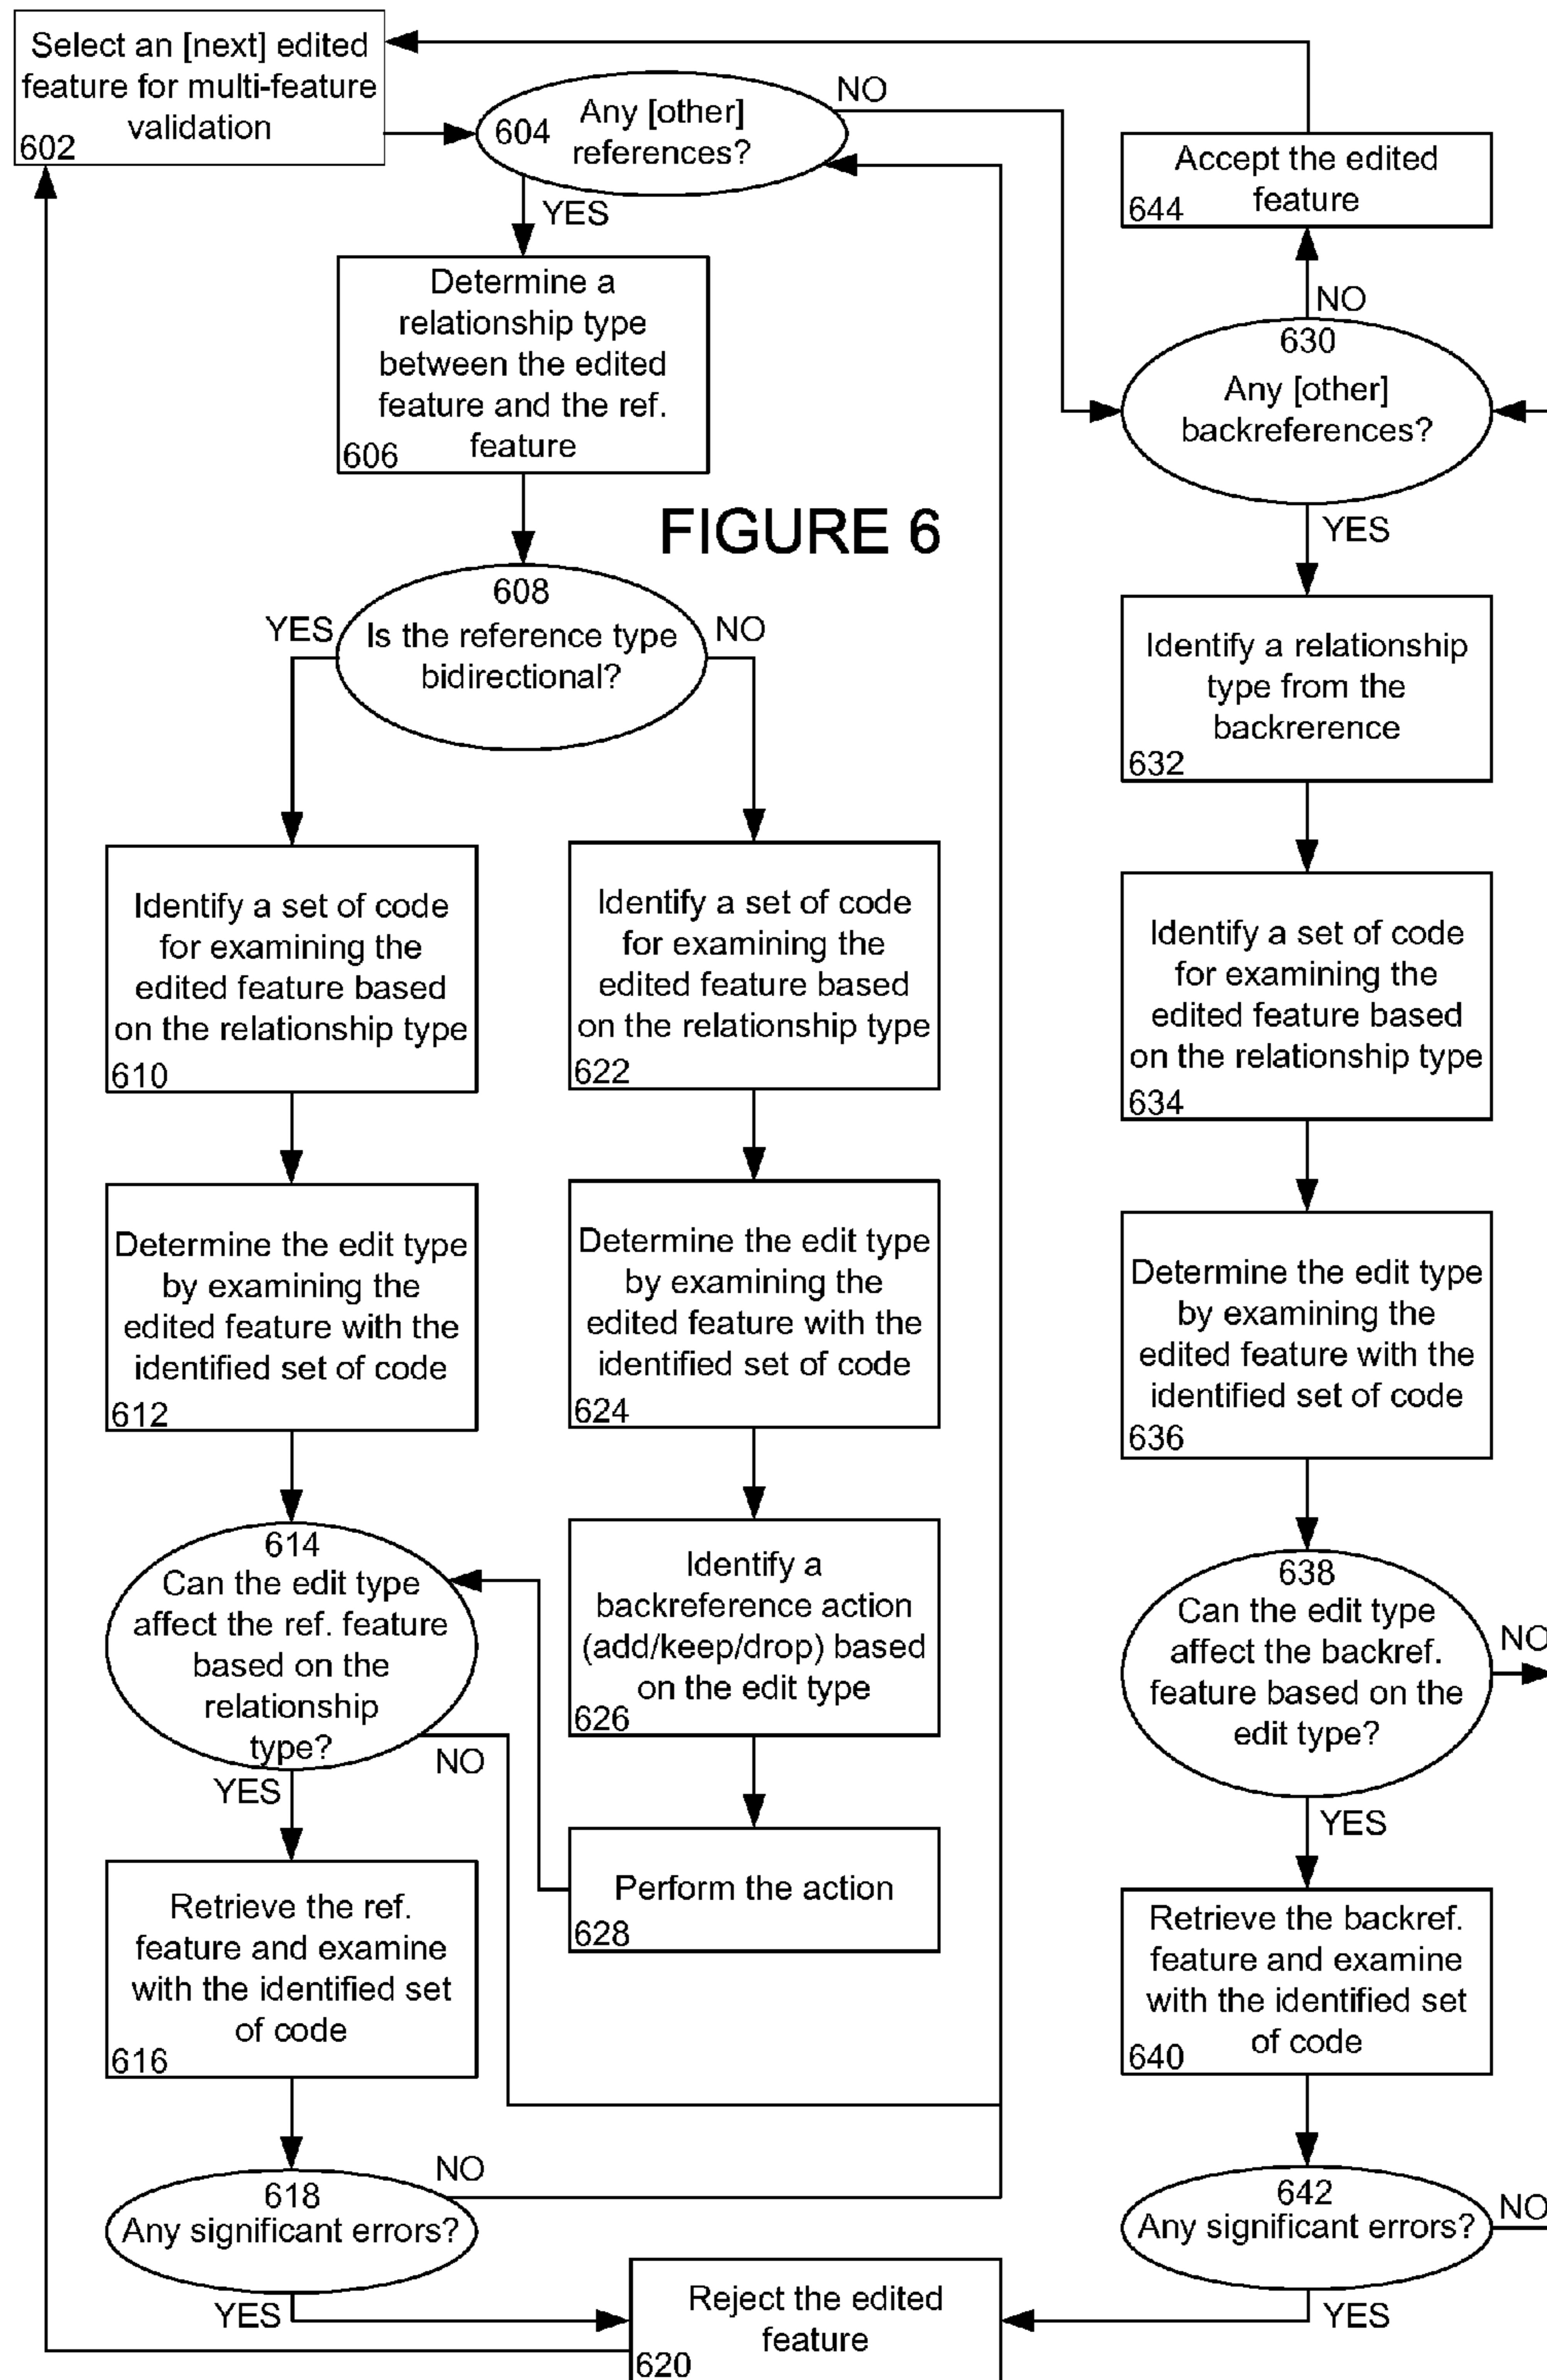 Select an [next] edited
feature for multi-feature
validation
602
604
Any [other]
references?
NO
YES
Determine a
relationship type
between the edited
feature and the ref.
feature
606
FIGURE 6
608
Is the reference type
bidirectional?
YES
NO
Identify a set of code
for examining the
edited feature based
on the relationship type
610
Determine the edit type
by examining the
edited feature with the
identified set of code
612
614
Can the edit type
affect the ref. feature
based on the
relationship
type?
NO
YES
Retrieve the ref.
feature and examine
with the identified set
of code
616
618
Any significant errors?
NO
YES
Identify a set of code
for examining the
edited feature based
on the relationship type
622
Determine the edit type
by examining the
edited feature with the
identified set of code
624
Identify a
backreference action
(add/keep/drop) based
on the edit type
626
Perform the action
628
Reject the edited
feature
620
Accept the edited
feature
644
NO
630
Any [other]
backreferences?
YES
Identify a relationship
type from the
backrerence
632
Identify a set of code
for examining the
edited feature based
on the relationship type
634
Determine the edit type
by examining the
edited feature with the
identified set of code
636
638
Can the edit type
affect the backref.
feature based on the
edit type?
NO
YES
Retrieve the backref.
feature and examine
with the identified set
of code
640
642
Any significant errors?
NO
YES